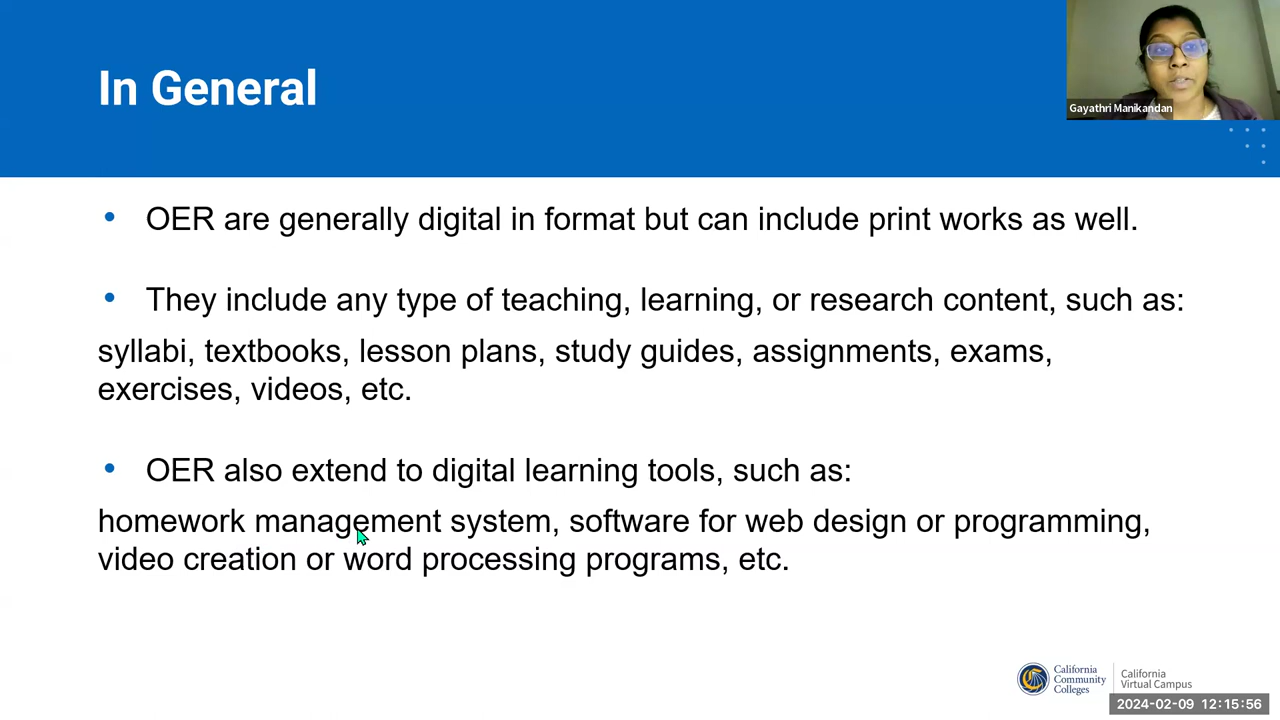 In General
Gayathri Manikandan
• OER are generally digital in format but can include print works as well.
• They include any type of teaching, learning, or research content, such as:
syllabi, textbooks, lesson plans, study guides, assignments, exams,
exercises, videos, etc.
• OER also extend to digital learning tools, such as:
homework management system, software for web design or programming,
video creation or word processing programs, etc.
California
Community
Colleges
California
Virtual Campus
2024-02-09 12:15:56